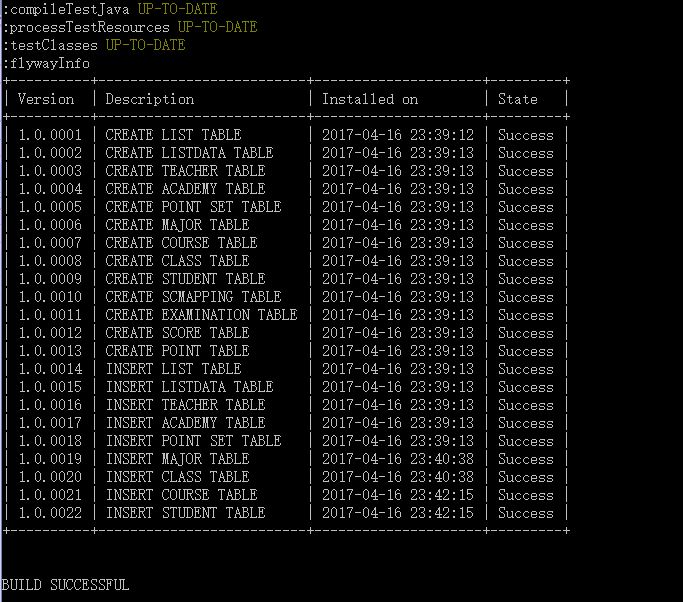 :compileTestJava UP-TO-DATE
:processTestResources UP-TO-DATE
:testClasses UP-TO-DATE
:flywayInfo
+-----------+---------------------------+---------------------+---------+
| Version | Description | Installed on | State |
+-----------+---------------------------+---------------------+---------+
| 1.0.0001 | CREATE LIST TABLE | 2017-04-16 23:39:12 | Success |
| 1.0.0002 | CREATE LISTDATA TABLE | 2017-04-16 23:39:13 | Success |
| 1.0.0003 | CREATE TEACHER TABLE | 2017-04-16 23:39:13 | Success |
| 1.0.0004 | CREATE ACADEMY TABLE | 2017-04-16 23:39:13 | Success |
| 1.0.0005 | CREATE POINT SET TABLE | 2017-04-16 23:39:13 | Success |
| 1.0.0006 | CREATE MAJOR TABLE | 2017-04-16 23:39:13 | Success |
| 1.0.0007 | CREATE COURSE TABLE | 2017-04-16 23:39:13 | Success |
| 1.0.0008 | CREATE CLASS TABLE | 2017-04-16 23:39:13 | Success |
| 1.0.0009 | CREATE STUDENT TABLE | 2017-04-16 23:39:13 | Success |
| 1.0.0010 | CREATE SCMAPPING TABLE | 2017-04-16 23:39:13 | Success |
| 1.0.0011 | CREATE EXAMINATION TABLE | 2017-04-16 23:39:13 | Success |
| 1.0.0012 | CREATE SCORE TABLE | 2017-04-16 23:39:13 | Success |
| 1.0.0013 | CREATE POINT TABLE | 2017-04-16 23:39:13 | Success |
| 1.0.0014 | INSERT LIST TABLE | 2017-04-16 23:39:13 | Success |
| 1.0.0015 | INSERT LISTDATA TABLE | 2017-04-16 23:39:13 | Success |
| 1.0.0016 | INSERT TEACHER TABLE | 2017-04-16 23:39:13 | Success |
| 1.0.0017 | INSERT ACADEMY TABLE | 2017-04-16 23:39:13 | Success |
| 1.0.0018 | INSERT POINT SET TABLE | 2017-04-16 23:39:13 | Success |
| 1.0.0019 | INSERT MAJOR TABLE | 2017-04-16 23:40:38 | Success |
| 1.0.0020 | INSERT CLASS TABLE | 2017-04-16 23:40:38 | Success |
| 1.0.0021 | INSERT COURSE TABLE | 2017-04-16 23:42:15 | Success |
| 1.0.0022 | INSERT STUDENT TABLE | 2017-04-16 23:42:15 | Success |
+-----------+---------------------------+---------------------+---------+
BUILD SUCCESSFUL